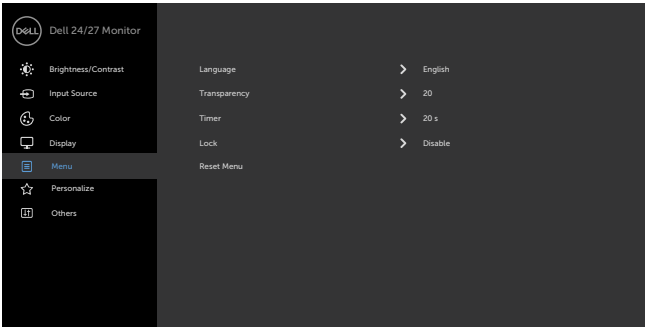 DELL Dell 24/27 Monitor
Brightness/Contrast Language English
Input Source Transparency 20
Color Timer 20 s
Display Lock Disable
Menu Reset Menu
Personalize
Others